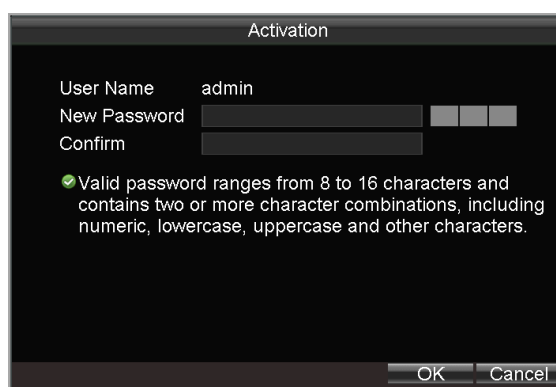 Activation
User Name admin
New Password
Confirm
Valid password ranges from 8 to 16 characters and
contains two or more character combinations, including
numeric, lowercase, uppercase and other characters.
OK Cancel